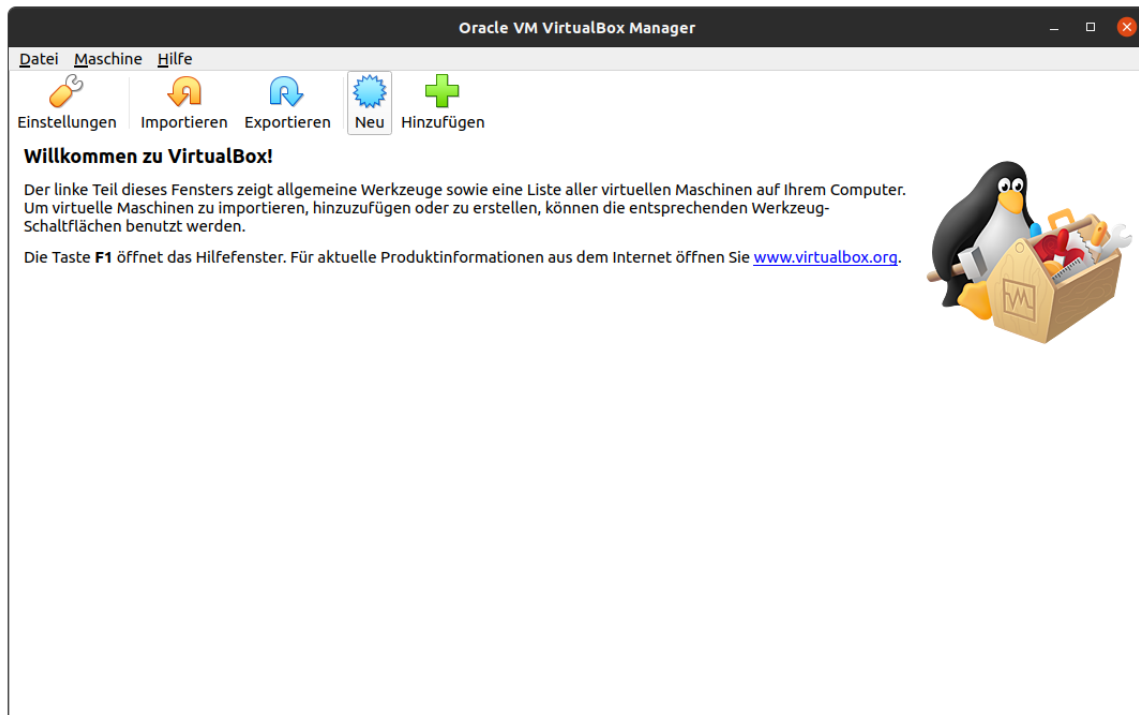 Oracle VM VirtualBox Manager
Datei Maschine Hilfe
Einstellungen Importieren Exportieren Neu Hinzufügen
Willkommen zu VirtualBox!
Der linke Teil dieses Fensters zeigt allgemeine Werkzeuge sowie eine Liste aller virtuellen Maschinen auf Ihrem Computer.
Um virtuelle Maschinen zu importieren, hinzuzufügen oder zu erstellen, können die entsprechenden Werkzeug-
Schaltflächen benutzt werden.
Die Taste F1 öffnet das Hilfefenster. Für aktuelle Produktinformationen aus dem Internet öffnen Sie www.virtualbox.org.